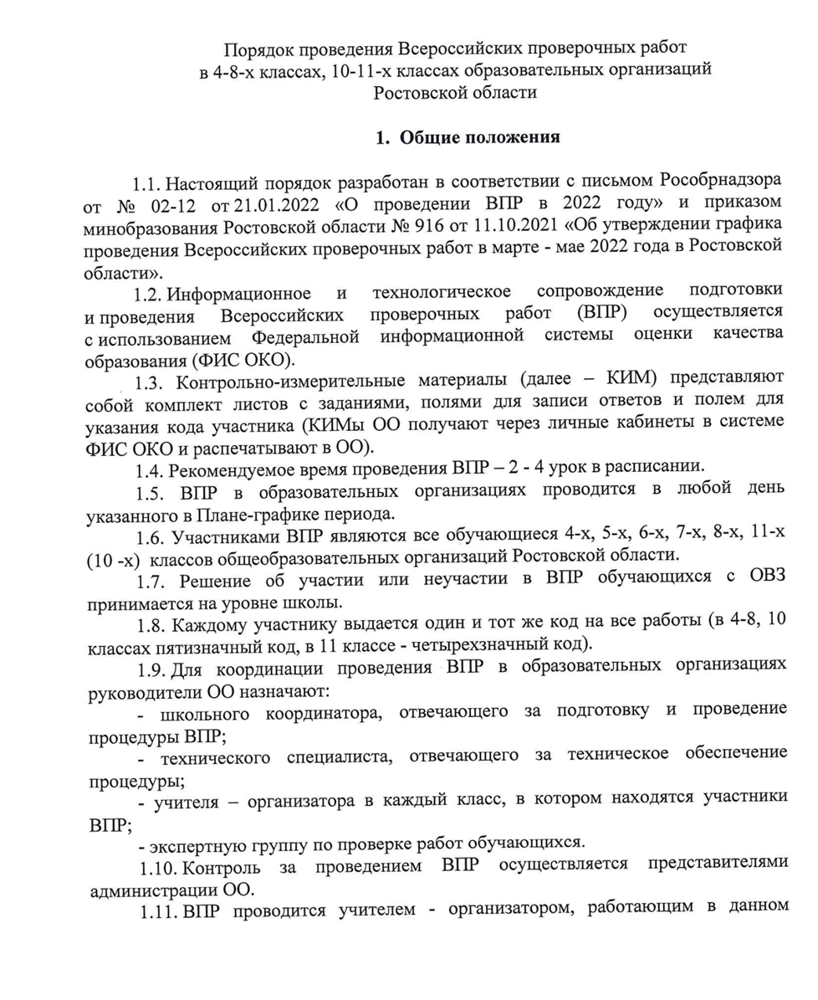 Порядок проведения Всероссийских проверочных работ
в 4-8-х классах, 10-11-х классах образовательных организаций
Ростовской области
1. Общие положения
1.1. Настоящий порядок разработан в соответствии с письмом Рособрнадзора
от № 02-12 от 21.01.2022 «О проведении ВПР в 2022 году» и приказом
минобразования Ростовской области № 916 от 11.10.2021 «Об утверждении графика
проведения Всероссийских проверочных работ в марте - мае 2022 года в Ростовской
области».
1.2. Информационное и технологическое сопровождение подготовки
и проведения Всероссийских проверочных работ (ВПР) осуществляется
с использованием Федеральной информационной системы оценки качества
образования (ФИС ОКО).
1.3. Контрольно-измерительные материалы (далее – КИМ) представляют
собой комплект листов с заданиями, полями для записи ответов и полем для
указания кода участника (КИМы ОО получают через личные кабинеты в системе
ФИС ОКО и распечатывают в ОО).
1.4. Рекомендуемое время проведения ВПР – 2 - 4 урок в расписании.
1.5. ВПР в образовательных организациях проводится в любой день
указанного в Плане-графике периода.
1.6. Участниками ВПР являются все обучающиеся 4-х, 5-х, 6-х, 7-х, 8-х, 11-х
(10 -х) классов общеобразовательных организаций Ростовской области.
1.7. Решение об участии или неучастии в ВПР обучающихся с ОВЗ
принимается на уровне школы.
1.8. Каждому участнику выдается один и тот же код на все работы (в 4-8, 10
классах пятизначный код, в 11 классе - четырехзначный код).
1.9. Для координации проведения ВПР в образовательных организациях
руководители ОО назначают:
- школьного координатора, отвечающего за подготовку и проведение
процедуры ВПР;
- технического специалиста, отвечающего за техническое обеспечение
процедуры;
- учителя – организатора в каждый класс, в котором находятся участники
ВПР;
- экспертную группу по проверке работ обучающихся.
1.10. Контроль за проведением ВПР осуществляется представителями
администрации ОО.
1.11. ВПР проводится учителем - организатором, работающим в данном